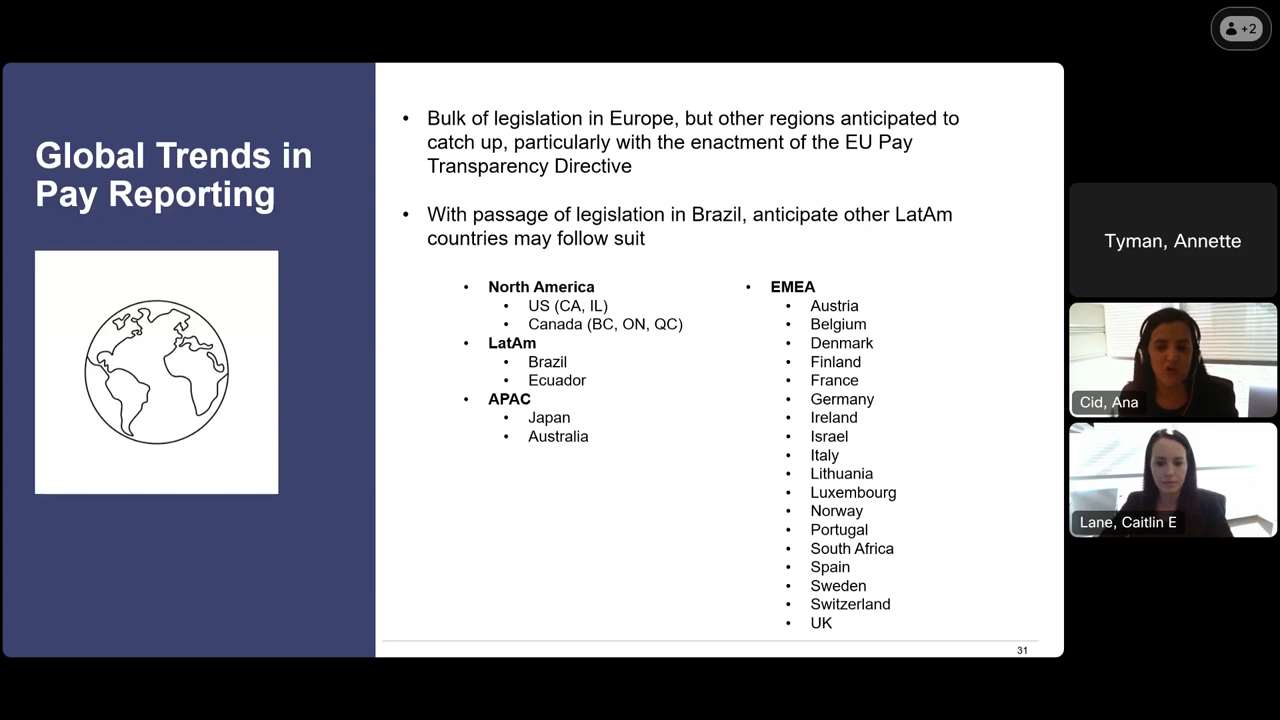 +2
Global Trends in
Pay Reporting
• Bulk of legislation in Europe, but other regions anticipated to
catch up, particularly with the enactment of the EU Pay
Transparency Directive
• With passage of legislation in Brazil, anticipate other LatAm
countries may follow suit
• North America
• US (CA, IL)
• Canada (BC, ON, QC)
• LatAm
• Brazil
• Ecuador
• APAC
• Japan
• Australia
• EMEA
• Austria
• Belgium
• Denmark
• Finland
• France
• Germany
• Ireland
• Israel
• Italy
• Lithuania
• Luxembourg
• Norway
• Portugal
• South Africa
• Spain
• Sweden
• Switzerland
• UK
31
Tyman, Annette
Cid, Ana
Lane, Caitlin E